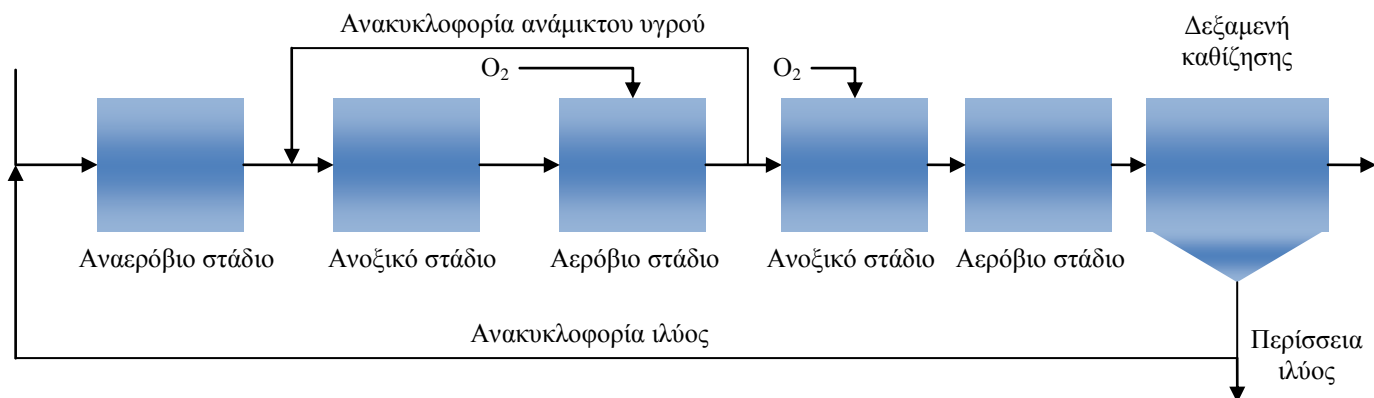 Ανακυκλοφορία ανάμικτου υγρού
Δεξαμενή
καθίζησης
O₂
O₂
Αναερόβιο στάδιο
Ανοξικό στάδιο
Αερόβιο στάδιο
Ανοξικό στάδιο
Αερόβιο στάδιο
Ανακυκλοφορία ιλύος
Περίσσεια
ιλύος